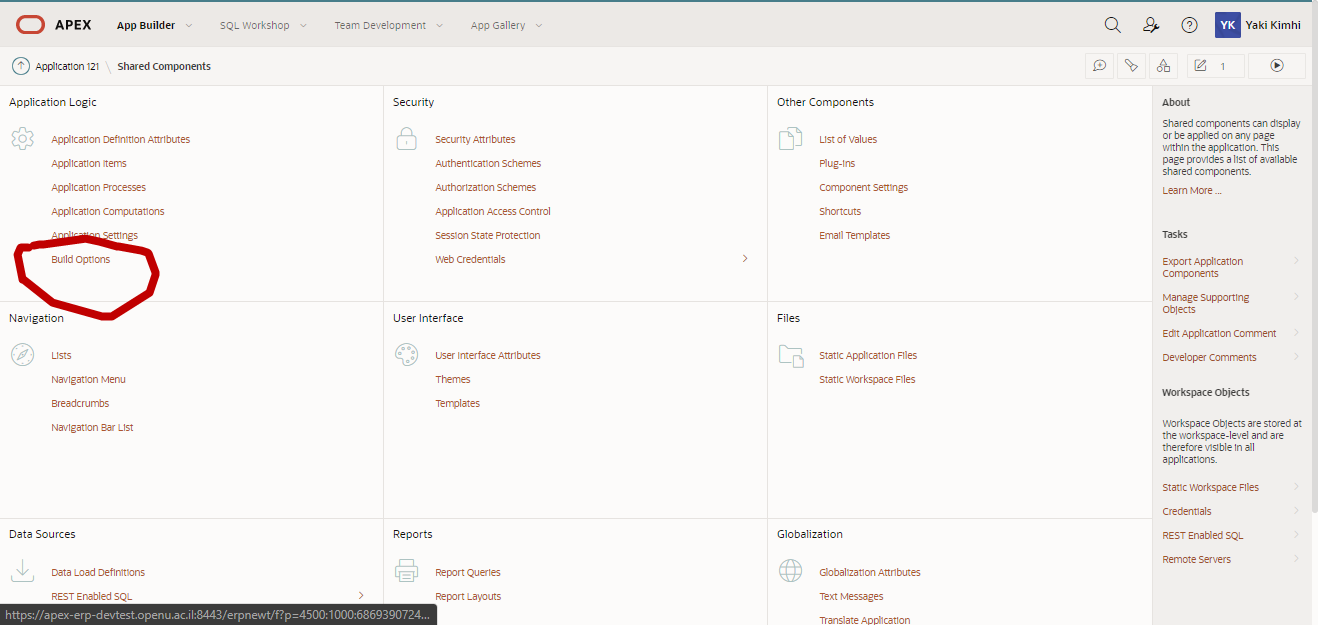 APEX App Builder SQL Workshop Team Development App Gallery YK Yaki Kimhi
Application 121 \ Shared Components 1
Application Logic
Application Definition Attributes
Application Items
Application Processes
Application Computations
Application Settings
Build Options
Security
Security Attributes
Authentication Schemes
Authorization Schemes
Application Access Control
Session State Protection
Web Credentials
Other Components
List of Values
Plug-ins
Component Settings
Shortcuts
Email Templates
Navigation
Lists
Navigation Menu
Breadcrumbs
Navigation Bar List
User Interface
User Interface Attributes
Themes
Templates
Files
Static Application Files
Static Workspace Files
Data Sources
Data Load Definitions
REST Enabled SQL
Reports
Report Queries
Report Layouts
Globalization
Globalization Attributes
Text Messages
Translate Application
About
Shared components can display
or be applied on any page
within the application. This
page provides a list of available
shared components.
Learn More ...
Tasks
Export Application
Components
Manage Supporting
Objects
Edit Application Comment
Developer Comments
Workspace Objects
Workspace Objects are stored at
the workspace-level and are
therefore visible in all
applications.
Static Workspace Files
Credentials
REST Enabled SQL
Remote Servers
https://apex-erp-devtest.openu.ac.il:8443/erpnewt/f?p=4500:1000:6869390724...